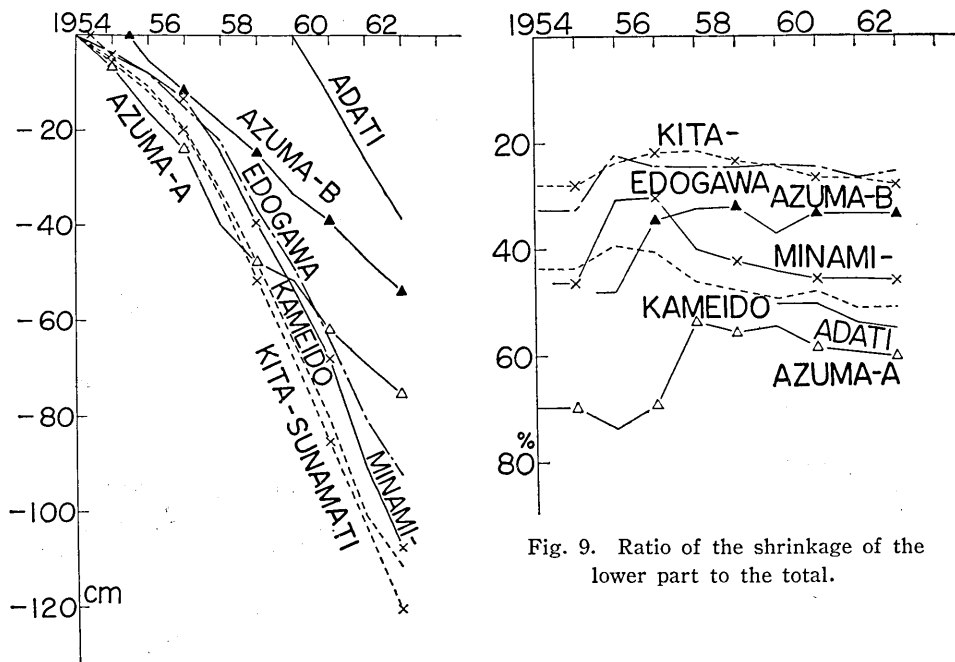 1954 56 58 60 62
-20
-40
-60
-80
-100
-120
cm
ADATI
AZUMA-B
AZUMA-A
EDOGAWA
KAMEIDO
KITA-SUNAMATI
MINAMI-
1954 56 58 60 62
20
40
60
%
80
KITA-
EDOGAWA
AZUMA-B
MINAMI-
KAMEIDO
ADATI
AZUMA-A
Fig. 9. Ratio of the shrinkage of the
lower part to the total.